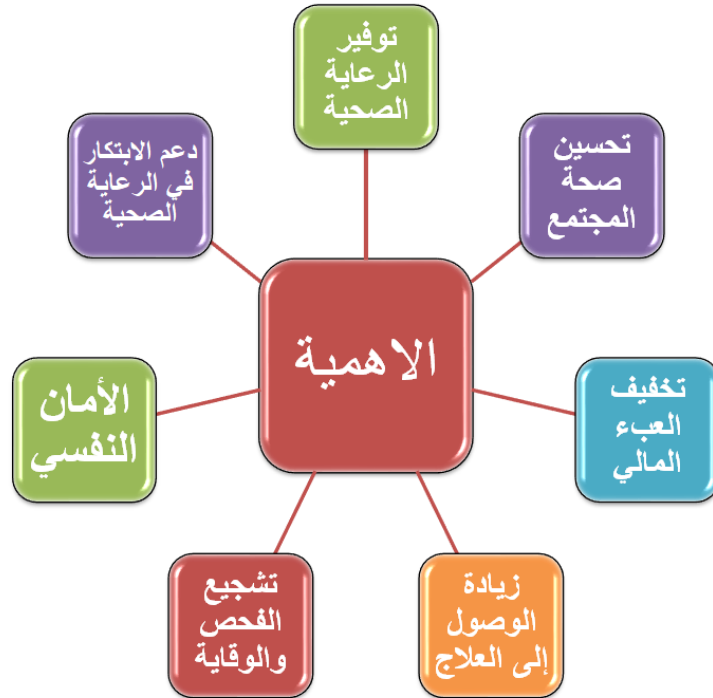 توفير
الرعاية
الصحية
تحسين
صحة
المجتمع
تخفيف
العبء
المالي
زيادة
الوصول
إلى العلاج
تشجيع
الفحص
والوقاية
الأمان
النفسي
دعم الابتكار
في الرعاية
الصحية
الاهمية